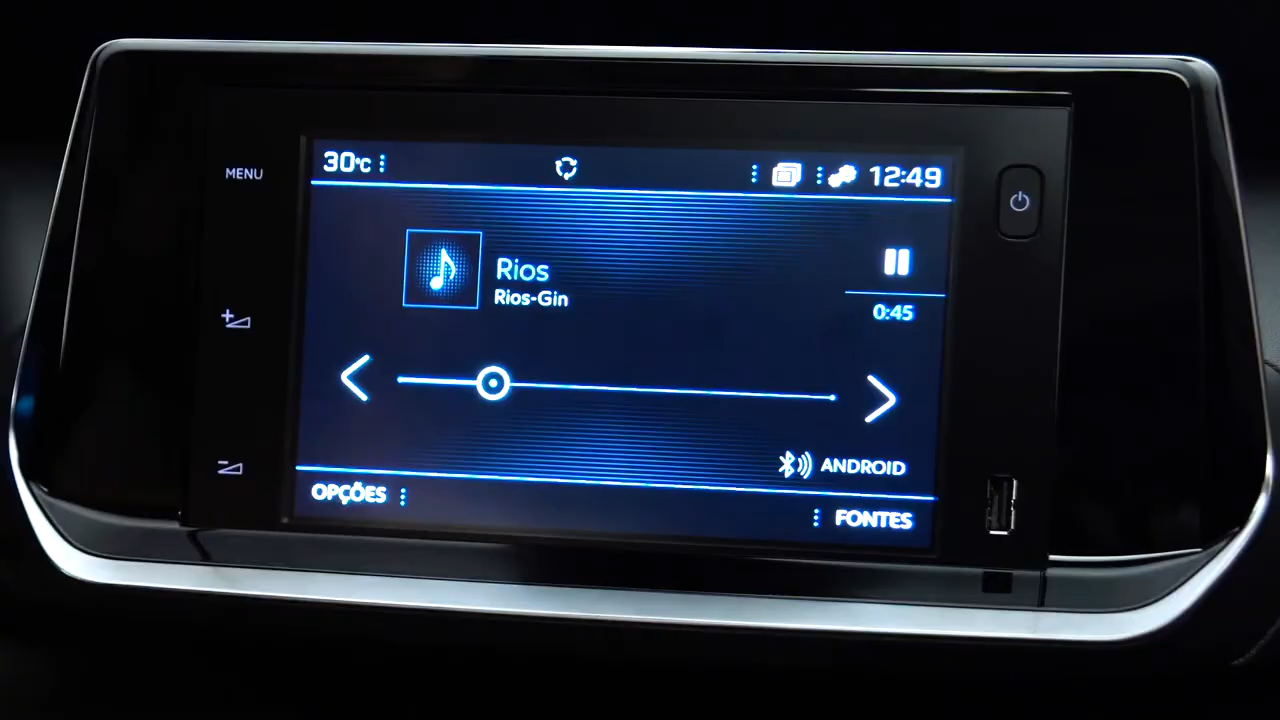 30°C
12:49
MENU
Rios
Rios-Gin
0:45
ANDROID
OPÇÕES
FONTES